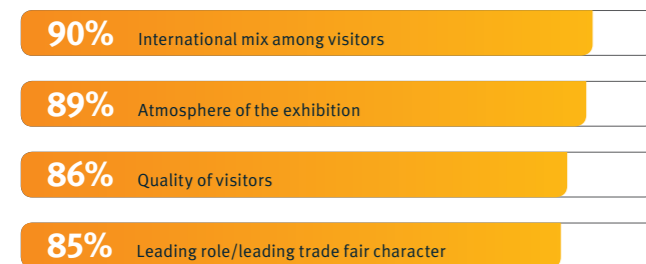 90% International mix among visitors
89% Atmosphere of the exhibition
86% Quality of visitors
85% Leading role/leading trade fair character